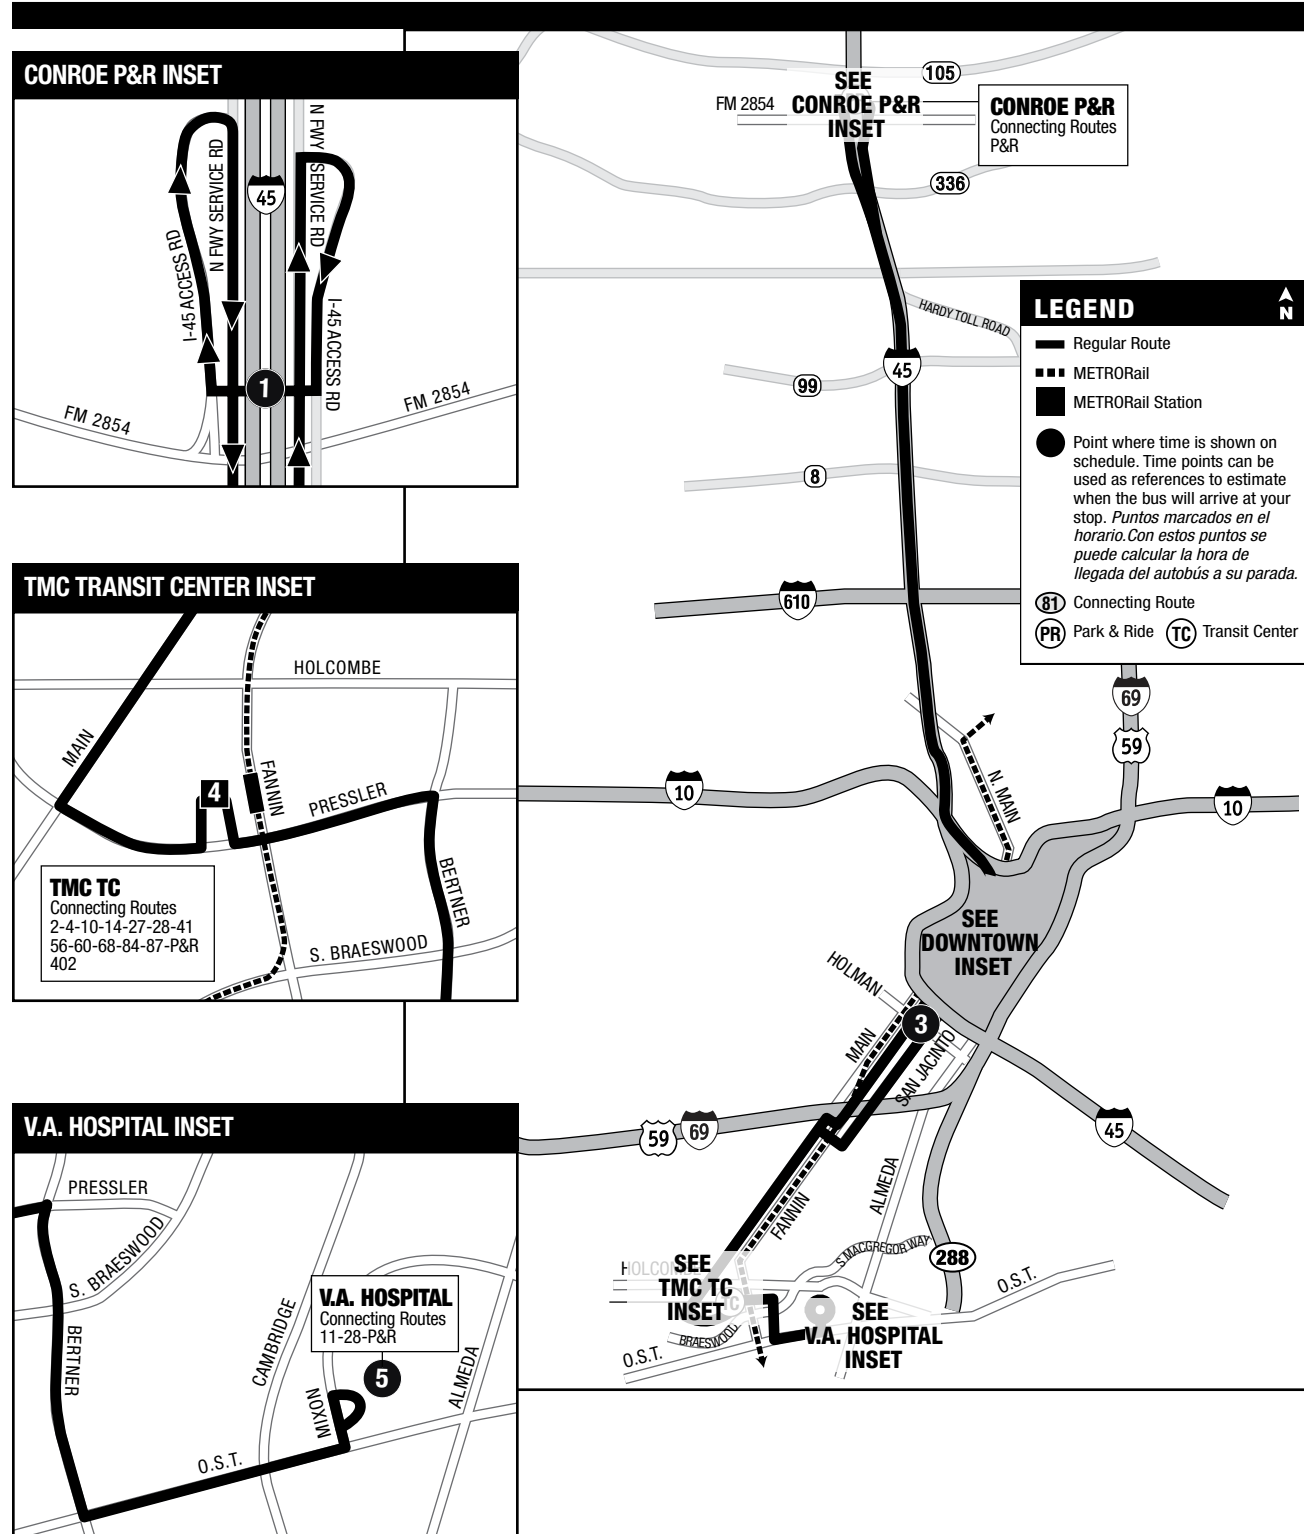 CONROE P&R INSET
N FWY SERVICE RD
N FWY SERVICE RD
45
I-45 ACCESS RD
I-45 ACCESS RD
1
FM 2854
FM 2854
TMC TRANSIT CENTER INSET
HOLCOMBE
MAIN
FANNIN
4
PRESSLER
BERTNER
S. BRAESWOOD
TMC TC
Connecting Routes
2-4-10-14-27-28-41
56-60-68-84-87-P&R
402
V.A. HOSPITAL INSET
PRESSLER
S. BRAESWOOD
BERTNER
CAMBRIDGE
V.A. HOSPITAL
Connecting Routes
11-28-P&R
5
MIXON
ALMEDA
O.S.T.
105
SEE
CONROE P&R
INSET
FM 2854
CONROE P&R
Connecting Routes
P&R
336
HARDY TOLL ROAD
45
99
8
610
LEGEND
N
Regular Route
METRORail
METRORail Station
Point where time is shown on
schedule. Time points can be
used as references to estimate
when the bus will arrive at your
stop. Puntos marcados en el
horario.Con estos puntos se
puede calcular la hora de
llegada del autobús a su parada.
81 Connecting Route
PR Park & Ride TC Transit Center
69
59
10
N. MAIN
10
SEE
DOWNTOWN
INSET
HOLMAN
3
MAIN
SAN JACINTO
59
69
45
ALMEDA
FANNIN
S.MACGREGOR WAY
288
HOLCOMBE
SEE
TMC TC
INSET
TC
BRAESWOOD
O.S.T.
O.S.T.
SEE
V.A. HOSPITAL
INSET